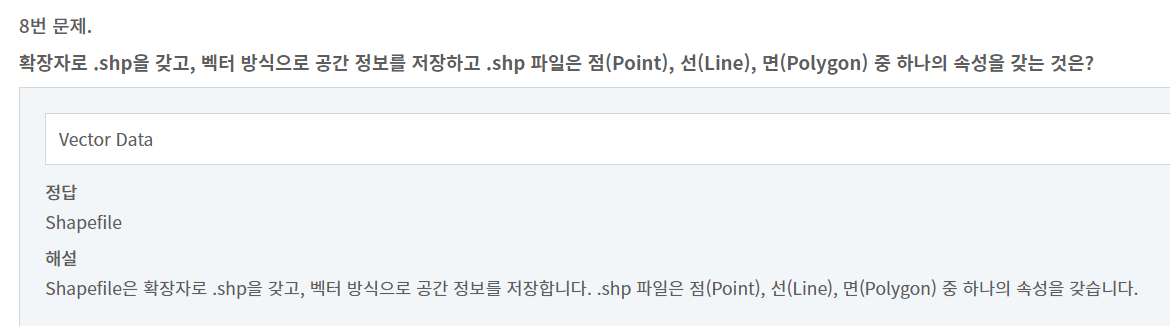 8번 문제.
확장자로 .shp을 갖고, 벡터 방식으로 공간 정보를 저장하고 .shp 파일은 점(Point), 선(Line), 면(Polygon) 중 하나의 속성을 갖는 것은?
Vector Data
정답
Shapefile
해설
Shapefile은 확장자로 .shp을 갖고, 벡터 방식으로 공간 정보를 저장합니다. .shp 파일은 점(Point), 선(Line), 면(Polygon) 중 하나의 속성을 갖습니다.